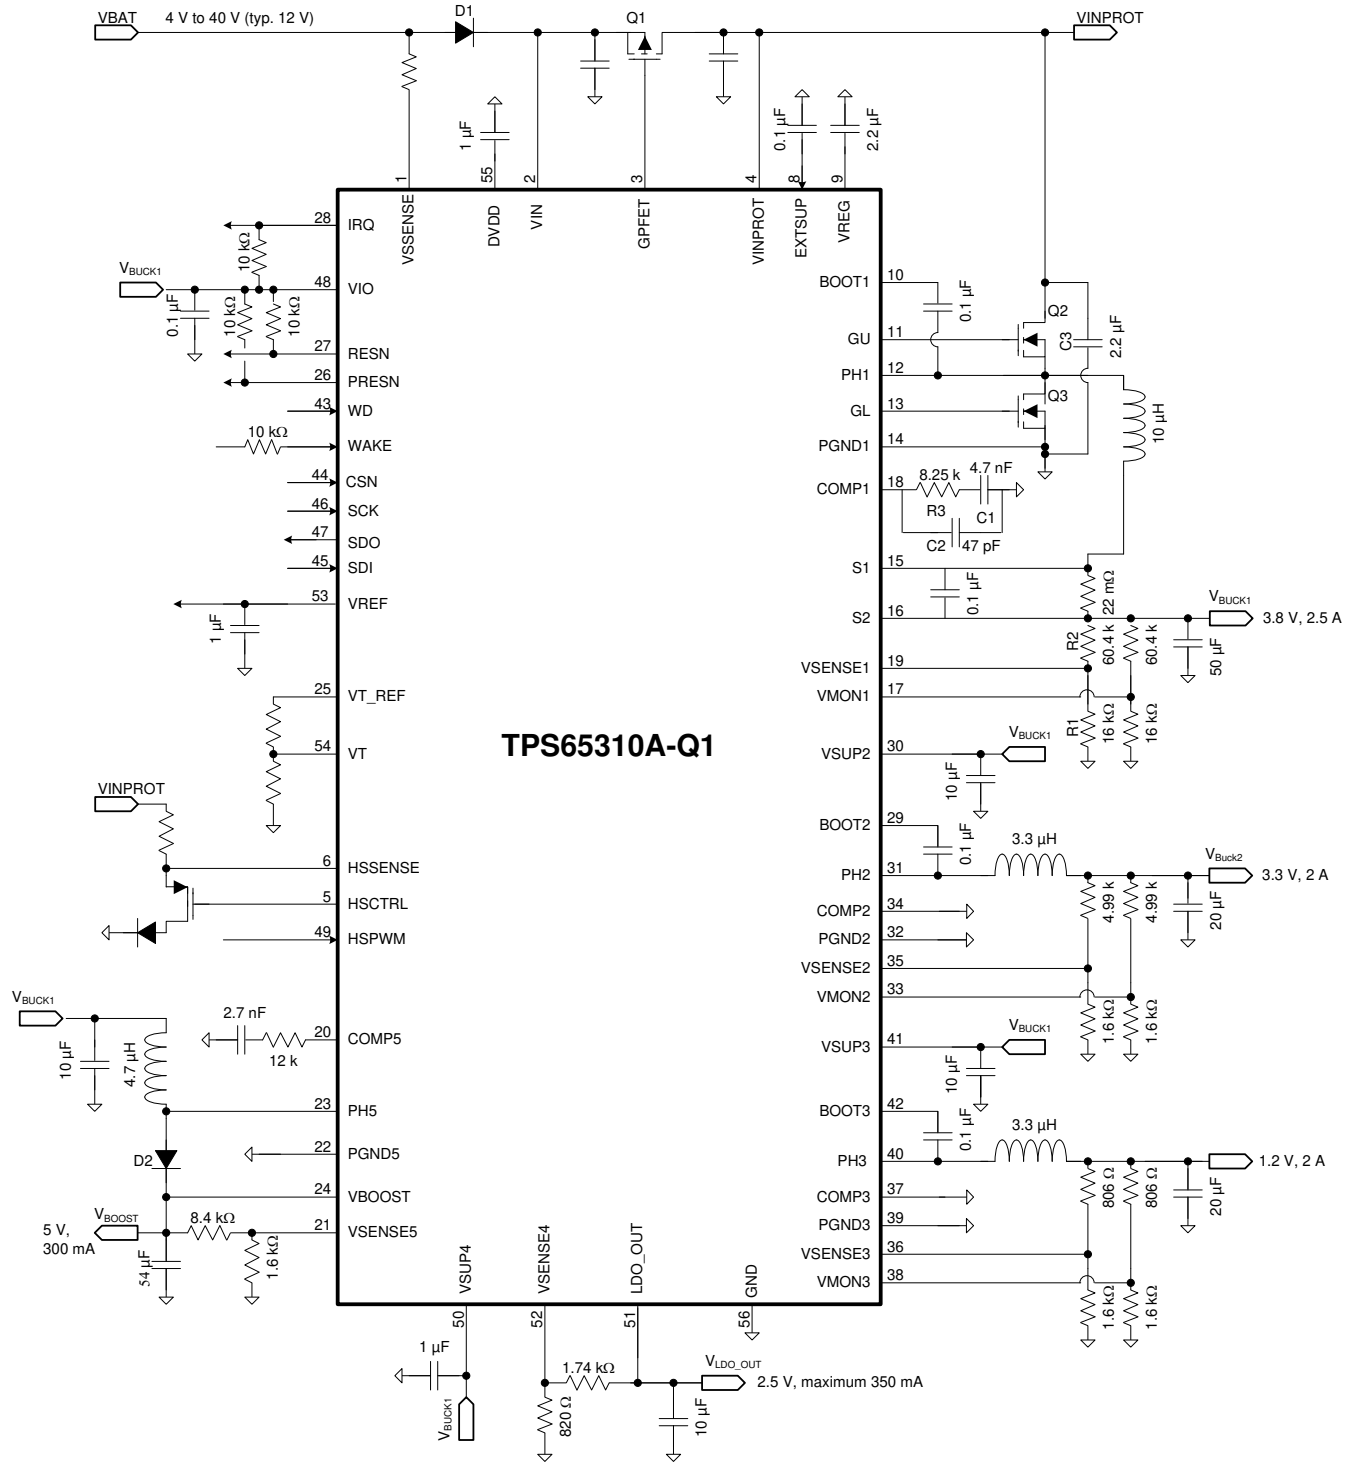 VBAT 4 V to 40 V (typ. 12 V) D1 Q1 VINPROT
1 µF
0.1 µF
2.2 µF
1 55 2 3 4 8 9
VSSENSE
DVDD
VIN
GPFET
VINPROT
EXTSUP
VREG
28 IRQ
10 kΩ
V_BUCK1
48 VIO
0.1 µF
10 kΩ
10 kΩ
27 RESN
26 PRESN
43 WD
10 kΩ
WAKE
44 CSN
46 SCK
47 SDO
45 SDI
53 VREF
1 µF
25 VT_REF
54 VT
VINPROT
6 HSSENSE
5 HSCTRL
49 HSPWM
V_BUCK1
2.7 nF
20 COMP5
12 k
10 µF
4.7 µH
23 PH5
22 PGND5
D2
24 VBOOST
V_BOOST
8.4 kΩ
21 VSENSE5
5 V,
300 mA
54 µF
1.6 kΩ
TPS65310A-Q1
BOOT1 10
0.1 µF
GU 11
Q2
C3
2.2 µF
PH1 12
Q3
GL 13
10 µH
PGND1 14
COMP1 18
8.25 k
4.7 nF
R3
C1
C2
47 pF
S1 15
0.1 µF
22 mΩ
S2 16
V_BUCK1
3.8 V, 2.5 A
R2
60.4 k
60.4 k
50 µF
VSENSE1 19
VMON1 17
R1
16 kΩ
16 kΩ
VSUP2 30
V_BUCK1
10 µF
BOOT2 29
0.1 µF
3.3 µH
PH2 31
V_Buck2
3.3 V, 2 A
4.99 k
4.99 k
20 µF
COMP2 34
PGND2 32
VSENSE2 35
VMON2 33
1.6 kΩ
1.6 kΩ
VSUP3 41
V_BUCK1
10 µF
BOOT3 42
0.1 µF
3.3 µH
PH3 40
1.2 V, 2 A
806 Ω
806 Ω
20 µF
COMP3 37
PGND3 39
VSENSE3 36
VMON3 38
1.6 kΩ
1.6 kΩ
VSUP4
VSENSE4
LDO_OUT
GND
50 52 51 56
1 µF
V_BUCK1
1.74 kΩ
820 Ω
10 µF
V_LDO_OUT
2.5 V, maximum 350 mA